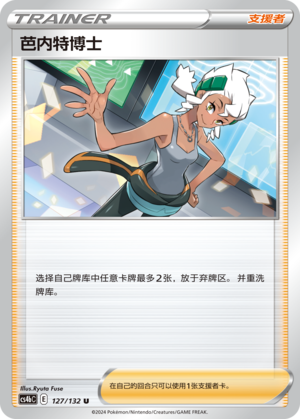 TRAINER 支援者
芭内特博士
选择自己牌库中任意卡牌最多2张，放于弃牌区。并重洗
牌库。
Illus.Ryuta Fuse
CS4bC E 127/132 U
在自己的回合只可以使用1张支援者卡。
©2024 Pokémon/Nintendo/Creatures/GAME FREAK.